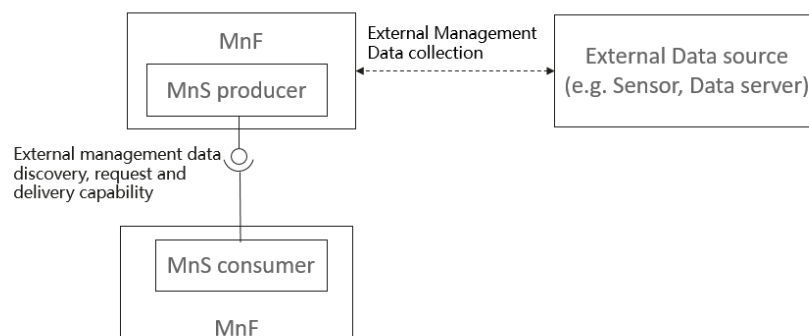 MnF
MnS producer
External Management
Data collection
External Data source
(e.g. Sensor, Data server)
External management data
discovery, request and
delivery capability
MnS consumer
MnF